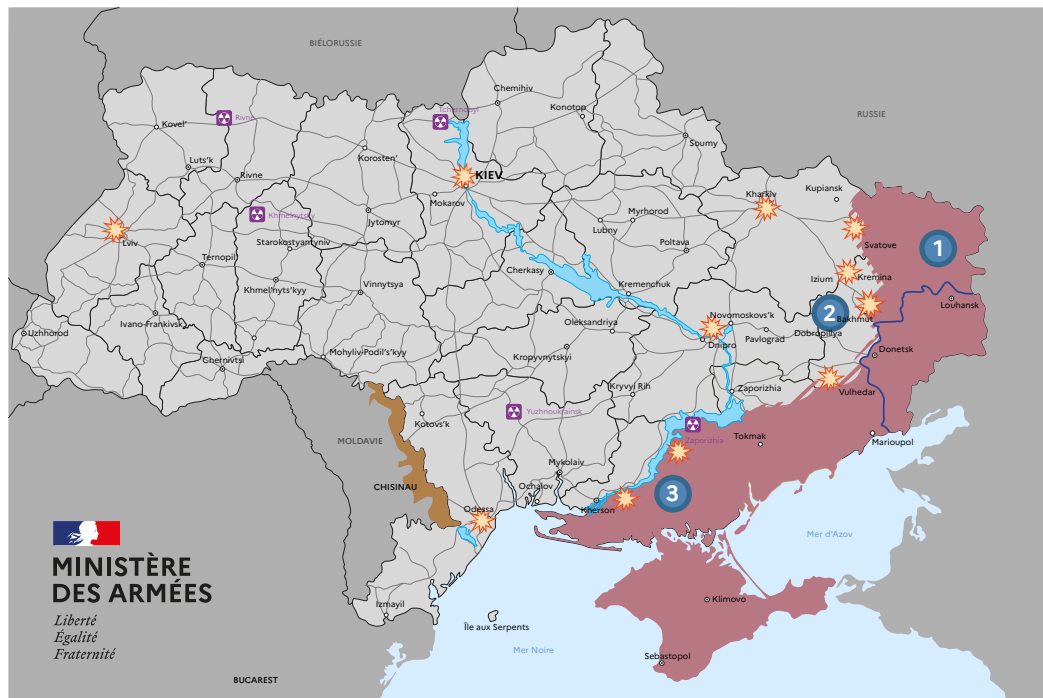 BIÉLORUSSIE
RUSSIE
Chemihiv
Konotop
Tchernobyl
Rivne
Kovel'
Soumy
Korosten'
Luts'k
Rivne
KIEV
Mokarov
Kharkiv
Kupiansk
Khmelnytsky
Jytomyr
Myrhorod
Lubny
Lviv
Starokostyantyniv
Poltava
Svatove
1
Ternopil
Cherkasy
Izium
Kremina
Khmel'nyts'kyy
Vinnytsya
Kremenchuk
Louhansk
2
Bakhmut
Ivano-Frankivsk
Oleksandriya
Novomoskovs'k
Uzhhorod
Dobropillya
Pavlograd
Dnipro
Mohyliv-Podil's'kyy
Kropyvnytskyi
Donetsk
Chernivtsi
Kryvyi Rih
Zaporizhia
Vulhedar
Yuzhnoukrainsk
Kotovs'k
MOLDAVIE
Zaporizhia
Tokmak
Marioupol
Mykolaiv
CHISINAU
Ochalov
3
Odessa
Kherson
Mer d'Azov
MINISTÈRE
DES ARMÉES
Liberté
Égalité
Fraternité
Izmayil
Klimovo
Île aux Serpents
Mer Noire
Sebastopol
BUCAREST